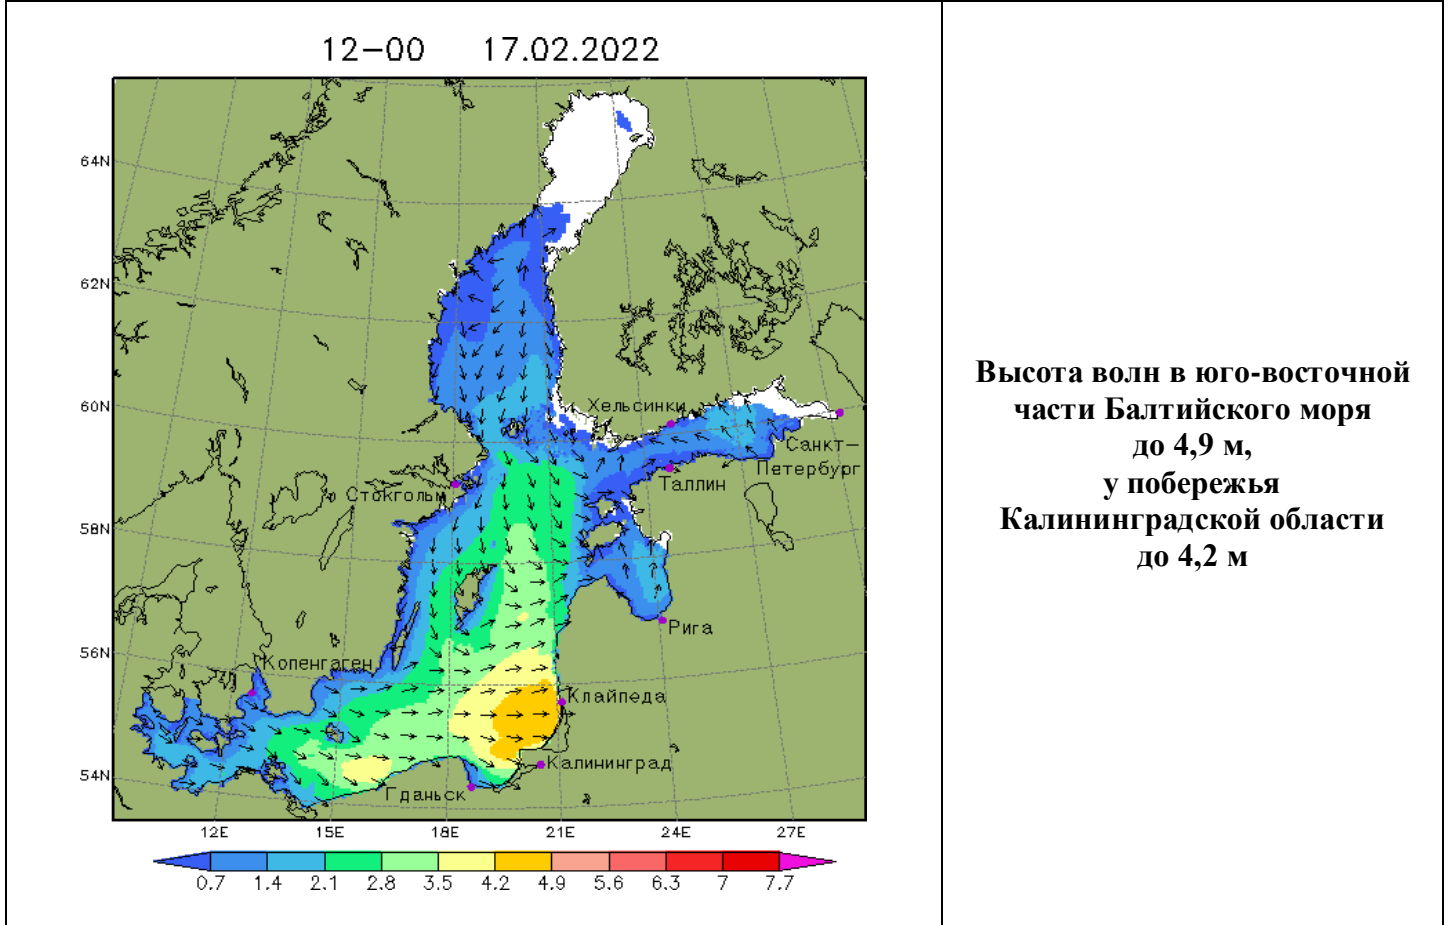 12-00 17.02.2022
64N
62N
60N
58N
56N
54N
Хельсинки
Санкт-
Петербург
Таллин
Стокгольм
Рига
Копенгаген
Клайпеда
Калининград
Гданьск
12E 15E 18E 21E 24E 27E
0.7 1.4 2.1 2.8 3.5 4.2 4.9 5.6 6.3 7 7.7
Высота волн в юго-восточной
части Балтийского моря
до 4,9 м,
у побережья
Калининградской области
до 4,2 м